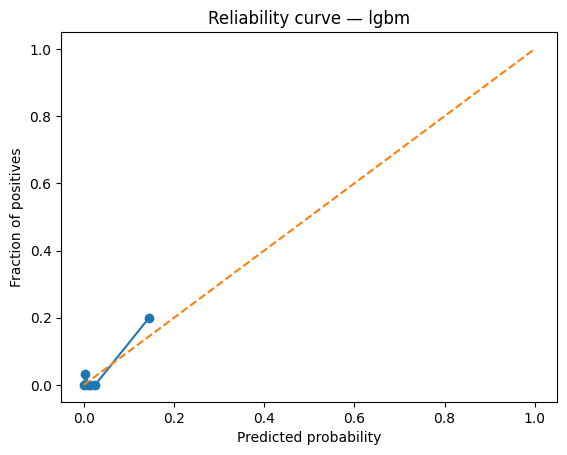 Reliability curve — lgbm
Fraction of positives
1.0
0.8
0.6
0.4
0.2
0.0
0.0 0.2 0.4 0.6 0.8 1.0
Predicted probability